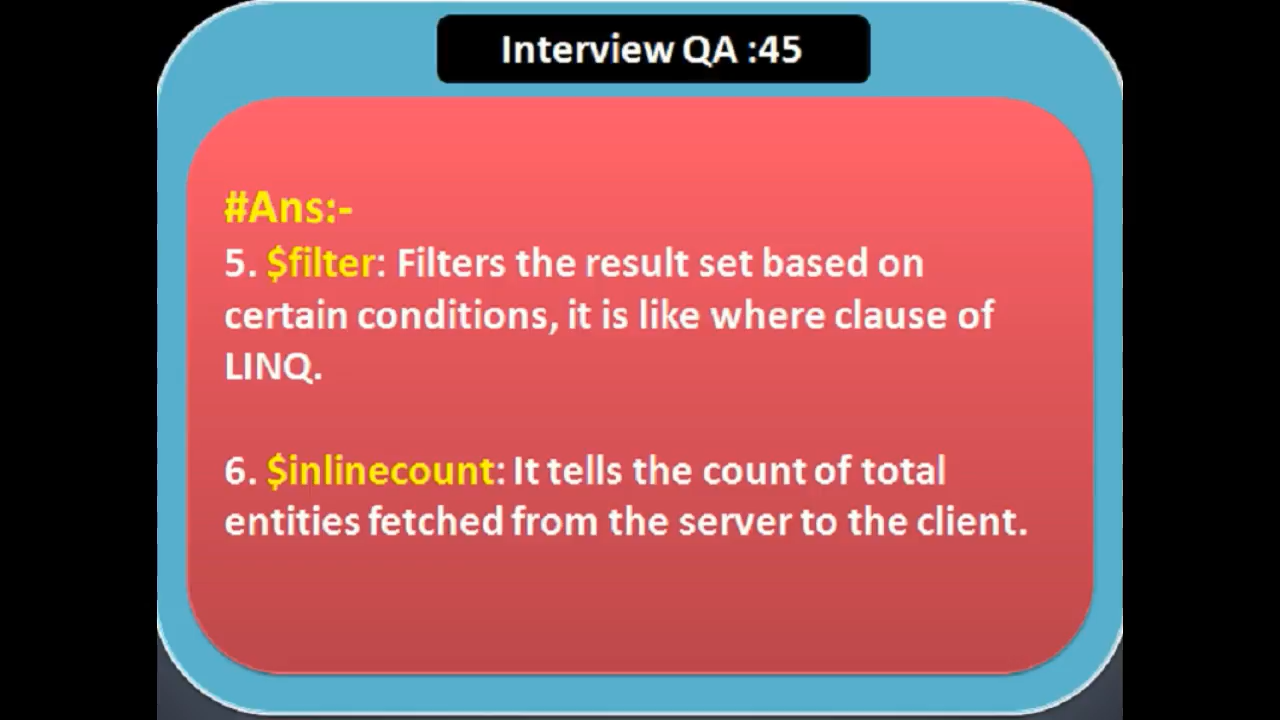 Interview QA :45
#Ans:-
5. $filter: Filters the result set based on
certain conditions, it is like where clause of
LINQ.
6. $inlinecount: It tells the count of total
entities fetched from the server to the client.